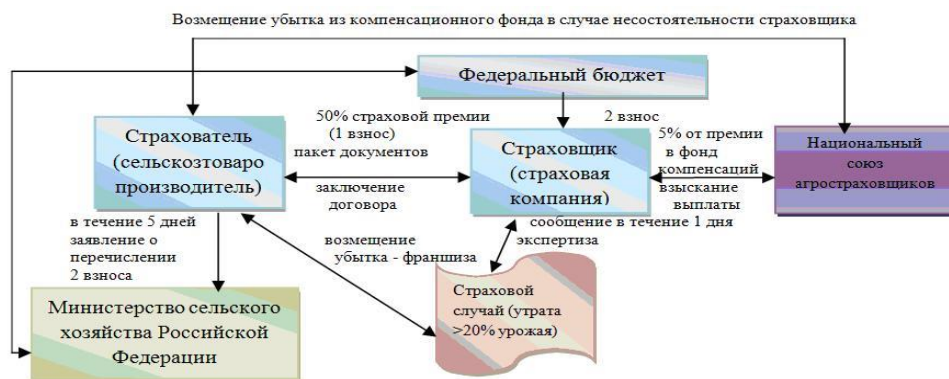 Возмещение убытка из компенсационного фонда в случае несостоятельности страховщика
Федеральный бюджет
50% страховой премии
(1 взнос)
пакет документов
2 взнос
Страхователь
(сельскозтоваро
производитель)
Страховщик
(страховая
компания)
5% от премии
в фонд
компенсаций
взыскание
выплаты
Национальный
союз
агростраховщиков
заключение
договора
в течение 5 дней
заявление о
перечислении
2 взноса
возмещение
убытка - франшиза
сообщение в течение 1 дня
экспертиза
Министерство сельского
хозяйства Российской
Федерации
Страховой
случай (утрата
>20% урожая)